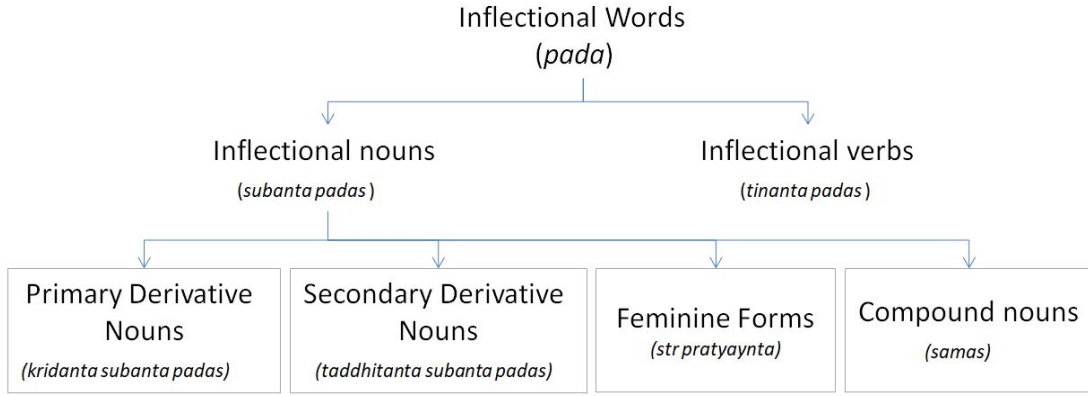 Inflectional Words
(pada)
Inflectional nouns
(subanta padas)
Inflectional verbs
(tinanta padas)
Primary Derivative
Nouns
(kridanta subanta padas)
Secondary Derivative
Nouns
(taddhitanta subanta padas)
Feminine Forms
(str pratyaynta)
Compound nouns
(samas)